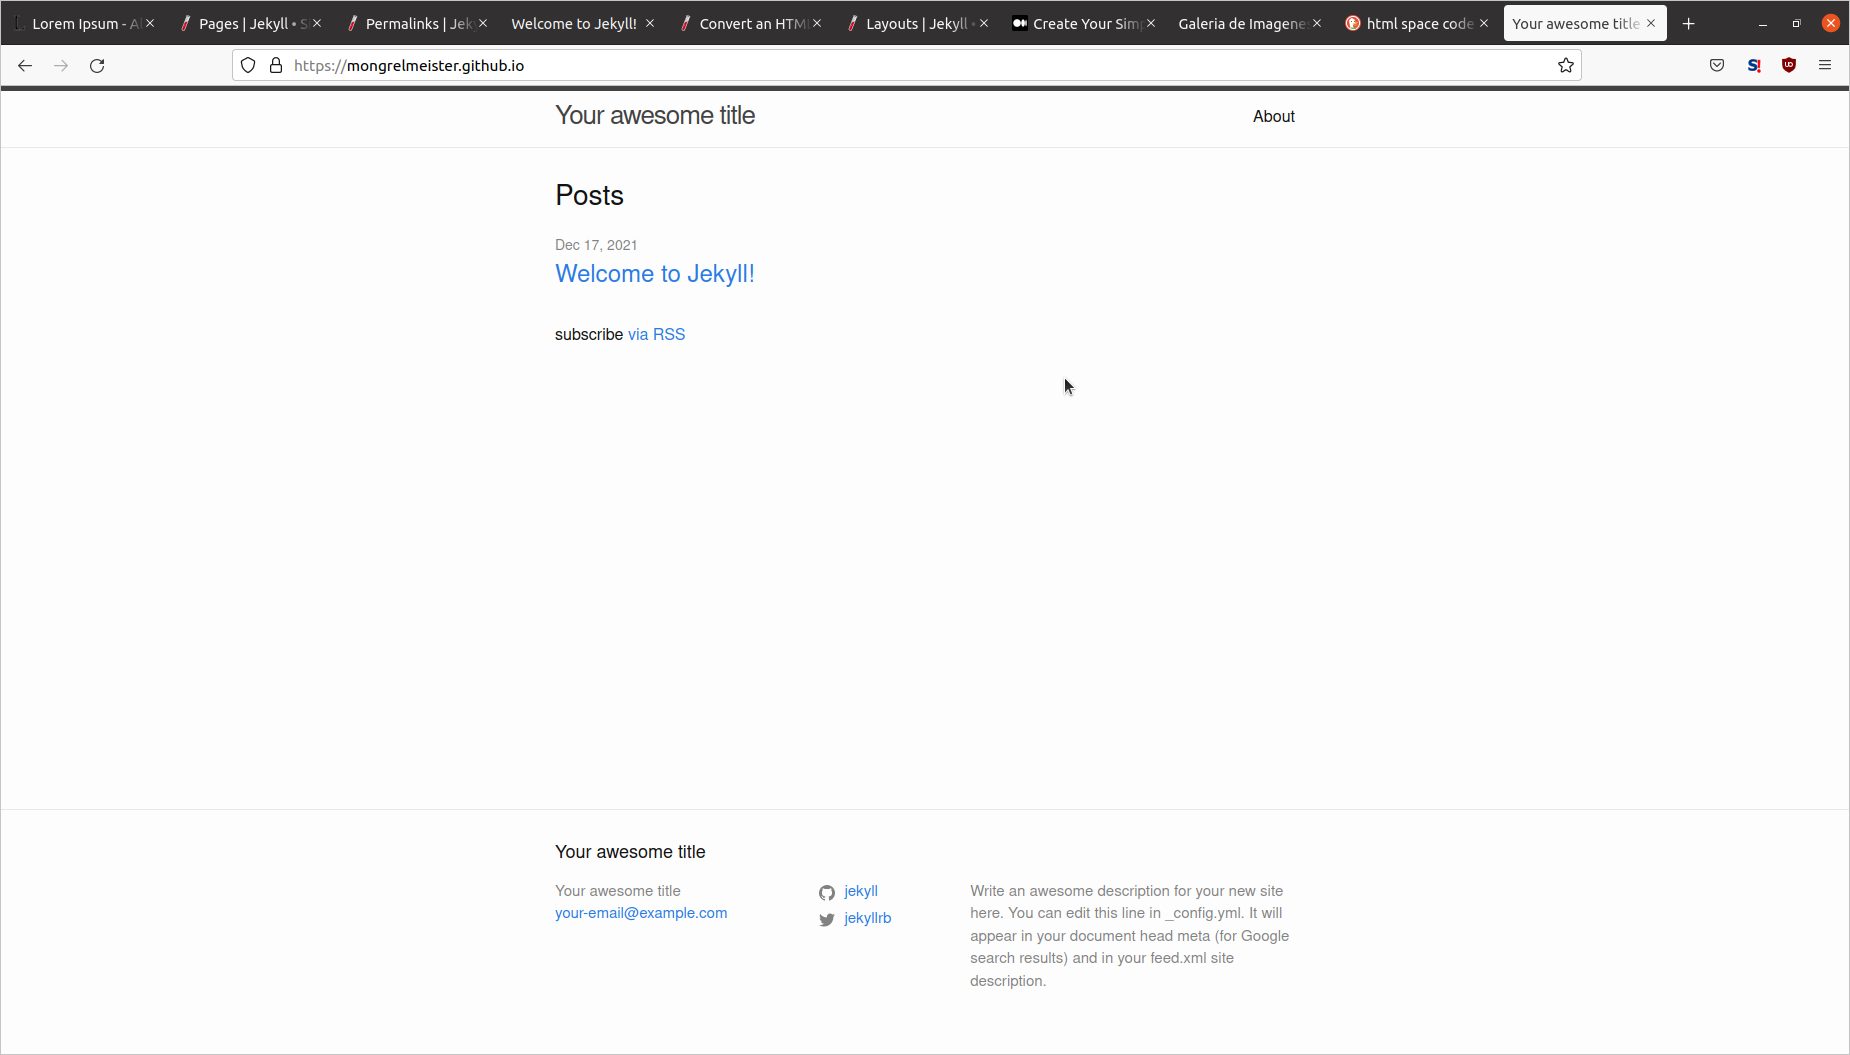 Lorem Ipsum - Al
Pages | Jekyll • S
Permalinks | Jek
Welcome to Jekyll!
Convert an HTM
Layouts | Jekyll •
Create Your Sim
Galeria de Imagenes
html space code
Your awesome title
https://mongrelmeister.github.io
S!
Your awesome title
About
Posts
Dec 17, 2021
Welcome to Jekyll!
subscribe via RSS
Your awesome title
Your awesome title
your-email@example.com
jekyll
jekyllrb
Write an awesome description for your new site
here. You can edit this line in _config.yml. It will
appear in your document head meta (for Google
search results) and in your feed.xml site
description.